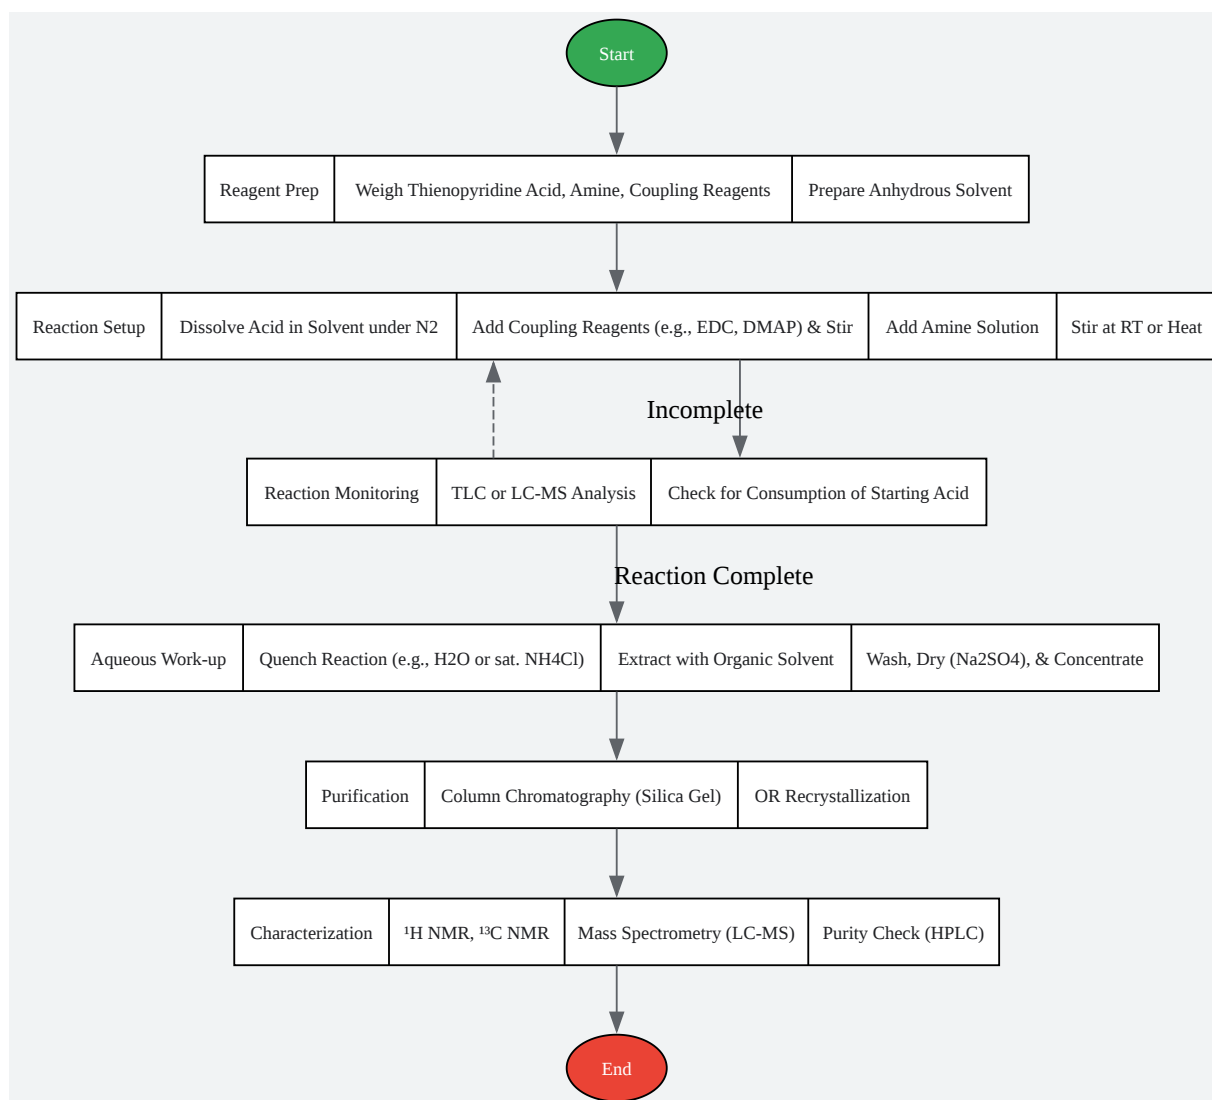 Start
Reagent Prep
Weigh Thienopyridine Acid, Amine, Coupling Reagents
Prepare Anhydrous Solvent
Reaction Setup
Dissolve Acid in Solvent under N2
Add Coupling Reagents (e.g., EDC, DMAP) & Stir
Add Amine Solution
Stir at RT or Heat
Incomplete
Reaction Monitoring
TLC or LC-MS Analysis
Check for Consumption of Starting Acid
Reaction Complete
Aqueous Work-up
Quench Reaction (e.g., H2O or sat. NH4Cl)
Extract with Organic Solvent
Wash, Dry (Na2SO4), & Concentrate
Purification
Column Chromatography (Silica Gel)
OR Recrystallization
Characterization
¹H NMR, ¹³C NMR
Mass Spectrometry (LC-MS)
Purity Check (HPLC)
End